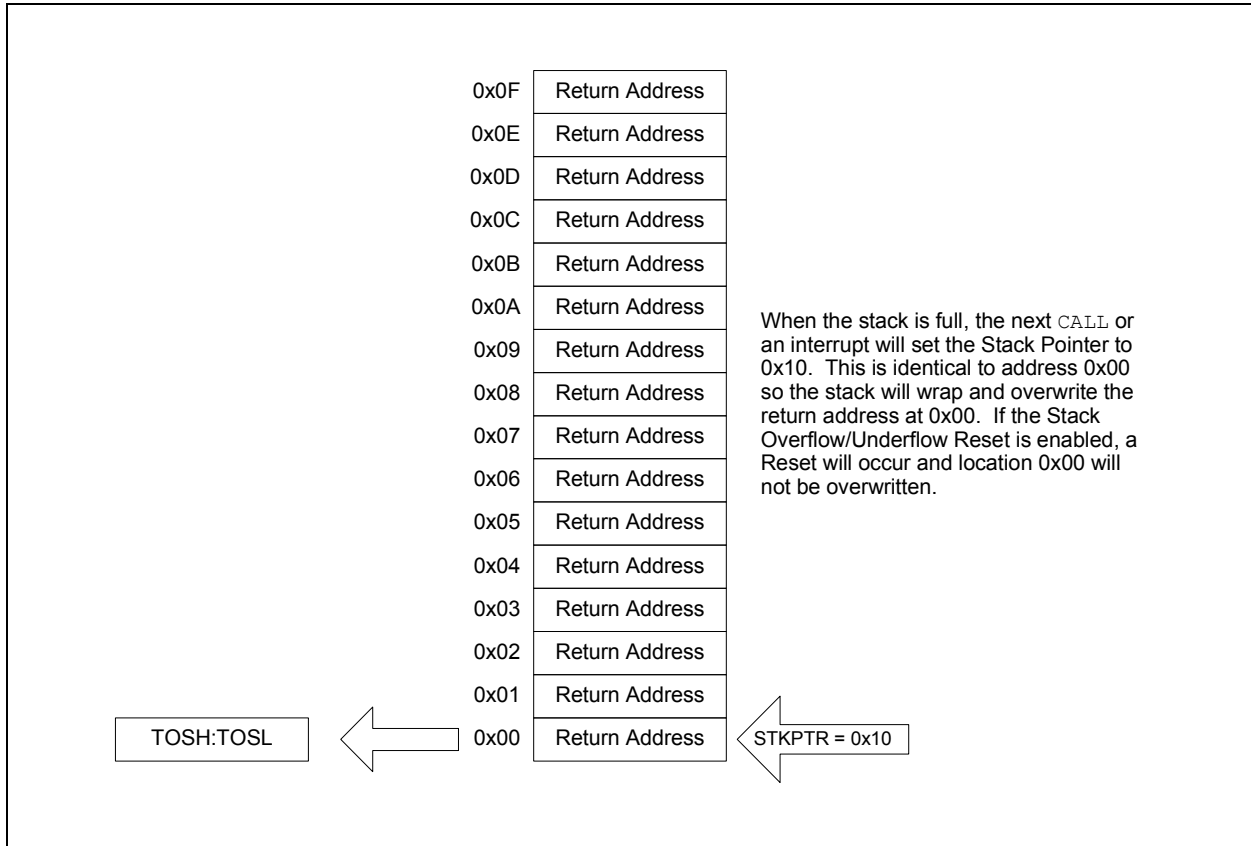 0x0F Return Address
0x0E Return Address
0x0D Return Address
0x0C Return Address
0x0B Return Address
0x0A Return Address
0x09 Return Address
0x08 Return Address
0x07 Return Address
0x06 Return Address
0x05 Return Address
0x04 Return Address
0x03 Return Address
0x02 Return Address
0x01 Return Address
TOSH:TOSL 0x00 Return Address STKPTR = 0x10
When the stack is full, the next CALL or
an interrupt will set the Stack Pointer to
0x10. This is identical to address 0x00
so the stack will wrap and overwrite the
return address at 0x00. If the Stack
Overflow/Underflow Reset is enabled, a
Reset will occur and location 0x00 will
not be overwritten.